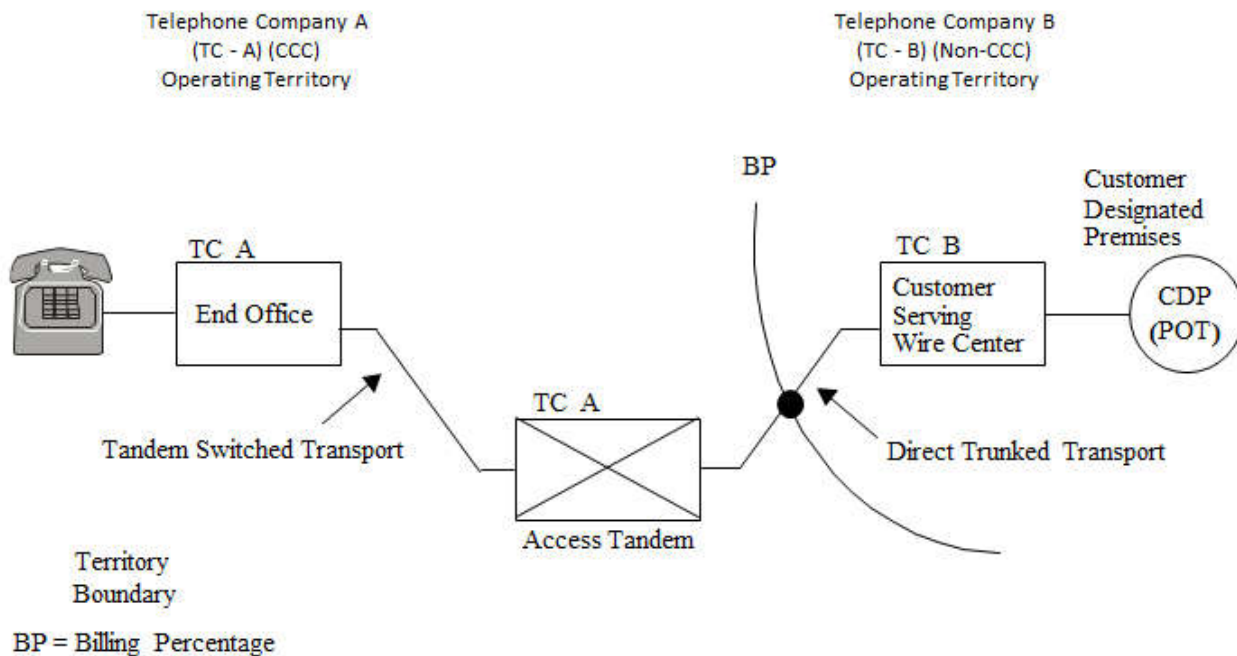 Telephone Company A
(TC - A) (CCC)
Operating Territory
Telephone Company B
(TC - B) (Non-CCC)
Operating Territory
BP
Customer
Designated
Premises
TC A
End Office
TC B
Customer
Serving
Wire Center
CDP
(POT)
TC A
Tandem Switched Transport
Direct Trunked Transport
Access Tandem
Territory
Boundary
BP = Billing Percentage